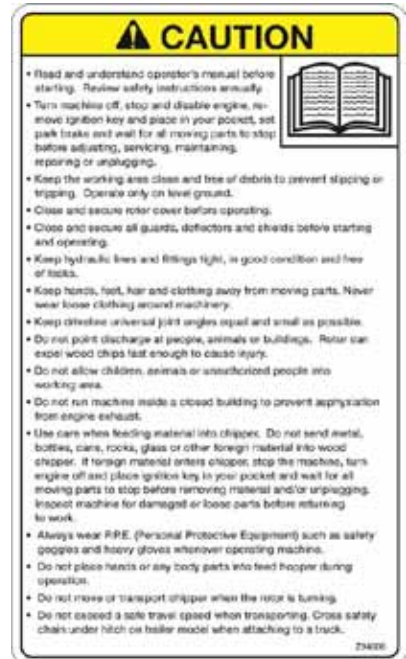 CAUTION
• Read and understand operator's manual before
starting. Review safety instructions annually.
• Turn machine off, stop and disable engine, re-
move ignition key and place in your pocket, set
park brake and wait for all moving parts to stop
before adjusting, servicing, maintaining,
repairing or unplugging.
• Keep the working area clean and free of debris to prevent slipping or
tripping. Operate only on level ground.
• Close and secure rotor cover before operating.
• Close and secure all guards, deflectors and shields before starting
and operating.
• Keep hydraulic lines and fittings tight, in good condition and free
of leaks.
• Keep hands, feet, hair and clothing away from moving parts. Never
wear loose clothing around machinery.
• Keep driveline universal joint angles equal and small as possible.
• Do not point discharge at people, animals or buildings. Rotor can
expel wood chips fast enough to cause injury.
• Do not allow children, animals or unauthorized people into
working area.
• Do not run machine inside a closed building to prevent asphyxiation
from engine exhaust.
• Use care when feeding material into chipper. Do not send metal,
bottles, cans, rocks, glass or other foreign material into wood
chipper. If foreign material enters chipper, stop the machine, turn
engine off and place ignition key in your pocket and wait for all
moving parts to stop before removing material and/or unplugging.
Inspect machine for damaged or loose parts before returning
to work.
• Always wear P.P.E. (Personal Protective Equipment) such as safety
goggles and heavy gloves whenever operating machine.
• Do not place hands or any body parts into feed hopper during
operation.
• Do not move or transport chipper when the rotor is turning.
• Do not exceed a safe travel speed when transporting. Cross safety
chain under hitch on trailer model when attaching to a truck.